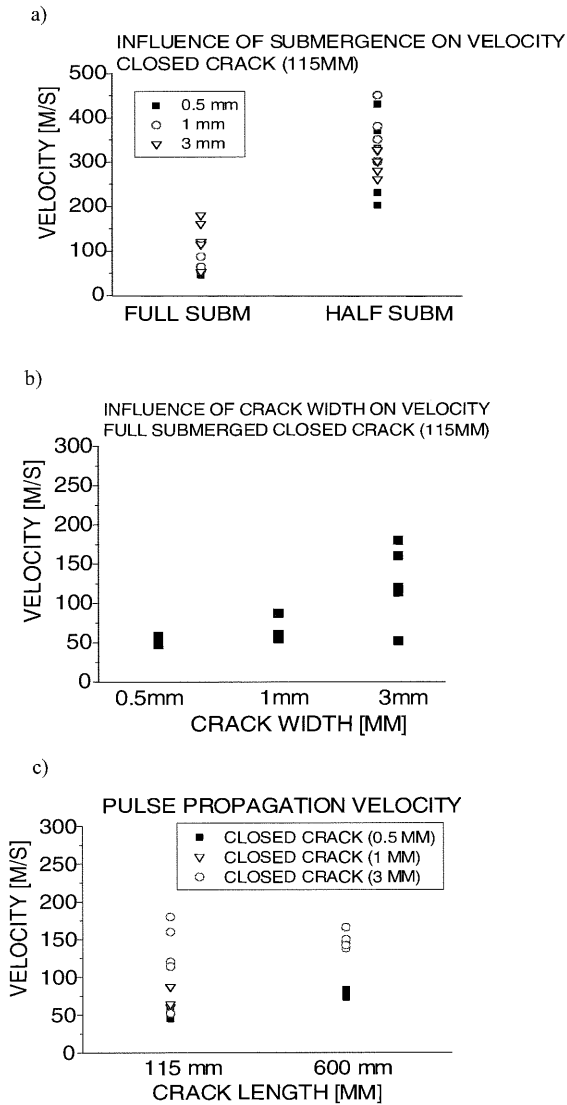 a)
INFLUENCE OF SUBMERGENCE ON VELOCITY
CLOSED CRACK (115MM)
VELOCITY [M/S]
500
400
300
200
100
0
0.5 mm
1 mm
3 mm
FULL SUBM HALF SUBM
b)
INFLUENCE OF CRACK WIDTH ON VELOCITY
FULL SUBMERGED CLOSED CRACK (115MM)
VELOCITY [M/S]
300
250
200
150
100
50
0
0.5mm 1mm 3mm
CRACK WIDTH [MM]
c)
PULSE PROPAGATION VELOCITY
VELOCITY [M/S]
300
250
200
150
100
50
0
CLOSED CRACK (0.5 MM)
CLOSED CRACK (1 MM)
CLOSED CRACK (3 MM)
115 mm 600 mm
CRACK LENGTH [MM]